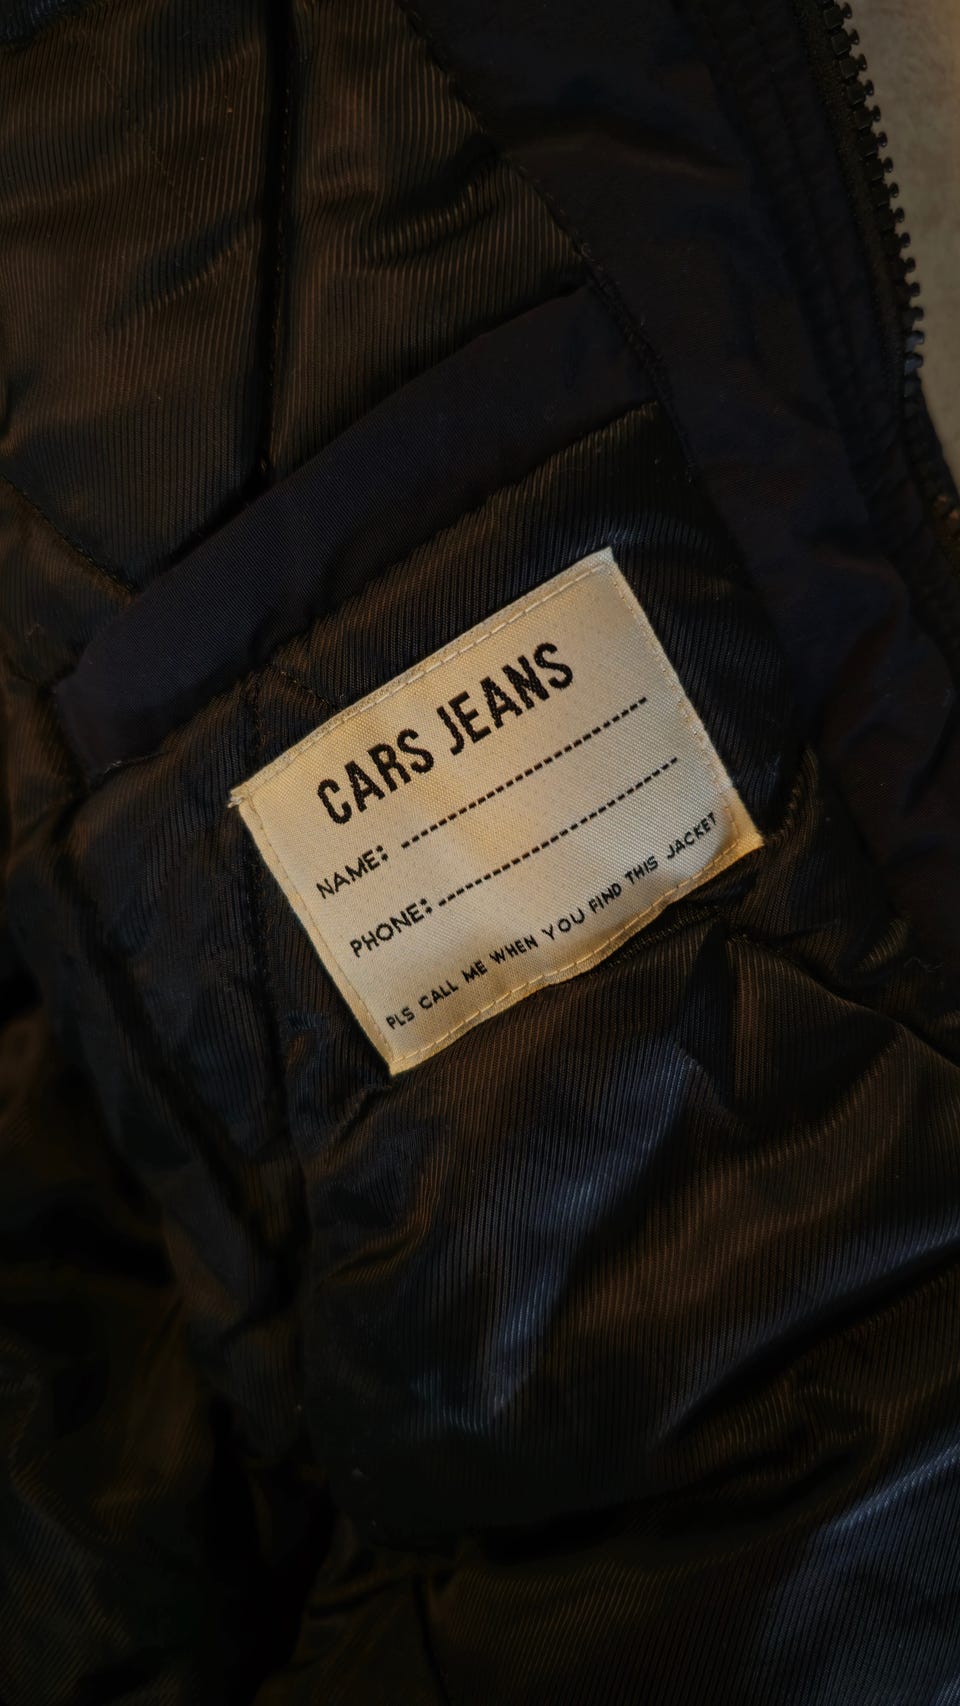 CARS JEANS
NAME: --------------------
PHONE: --------------------
PLS CALL ME WHEN YOU FIND THIS JACKET